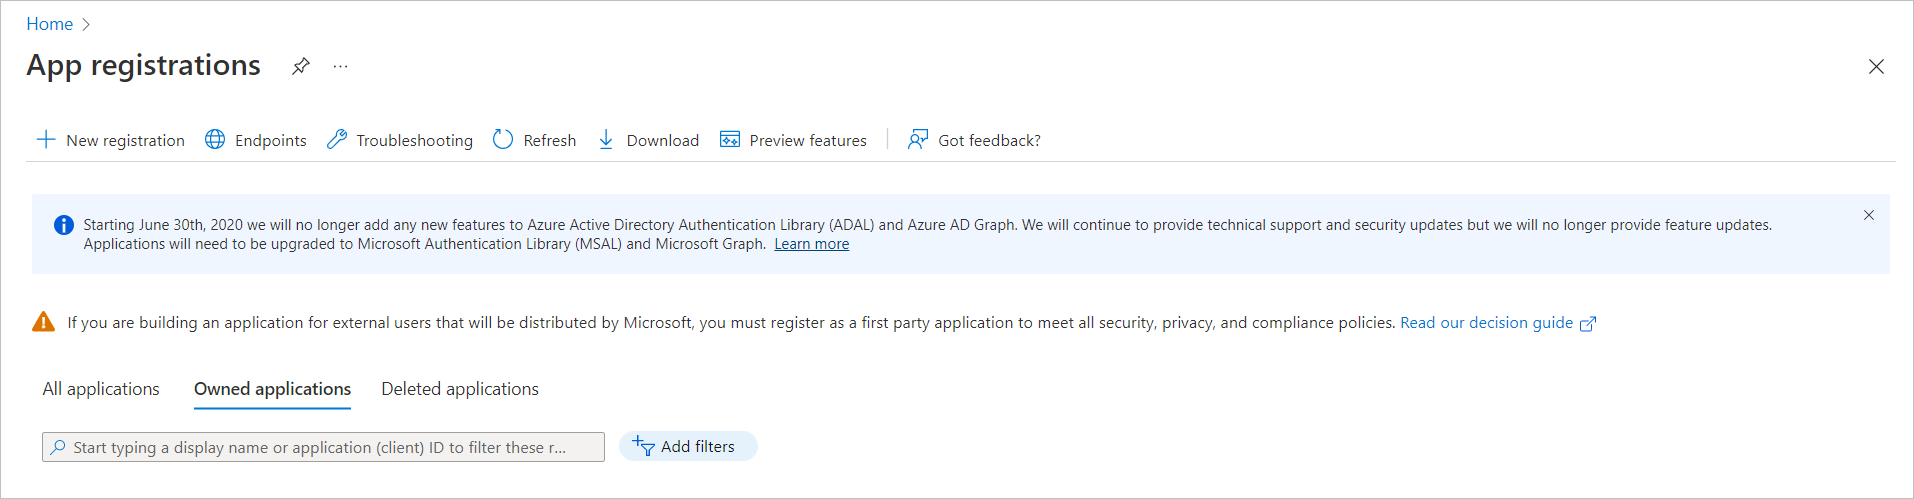 Home
App registrations ...
New registration Endpoints Troubleshooting Refresh Download Preview features Got feedback?
Starting June 30th, 2020 we will no longer add any new features to Azure Active Directory Authentication Library (ADAL) and Azure AD Graph. We will continue to provide technical support and security updates but we will no longer provide feature updates.
Applications will need to be upgraded to Microsoft Authentication Library (MSAL) and Microsoft Graph. Learn more
If you are building an application for external users that will be distributed by Microsoft, you must register as a first party application to meet all security, privacy, and compliance policies. Read our decision guide
All applications Owned applications Deleted applications
Start typing a display name or application (client) ID to filter these r... Add filters